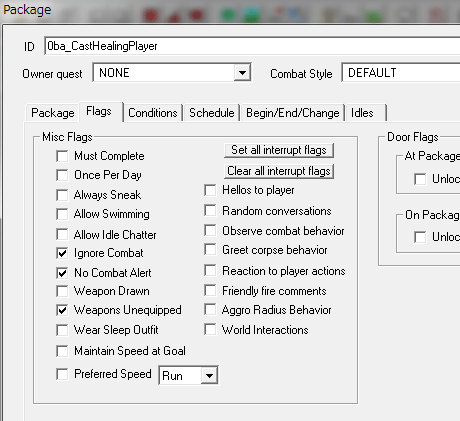 Package
ID 0ba_CastHealingPlayer
Owner quest NONE Combat Style DEFAULT
Package Flags Conditions Schedule Begin/End/Change Idles
Misc Flags Door Flags
Must Complete Set all interrupt flags At Package
Once Per Day Clear all interrupt flags Unloc
Always Sneak Hellos to player
Allow Swimming Random conversations On Packag
Allow Idle Chatter Observe combat behavior Unloc
Ignore Combat Greet corpse behavior
No Combat Alert Reaction to player actions
Weapon Drawn Friendly fire comments
Weapons Unequipped Aggro Radius Behavior
Wear Sleep Outfit World Interactions
Maintain Speed at Goal
Preferred Speed Run